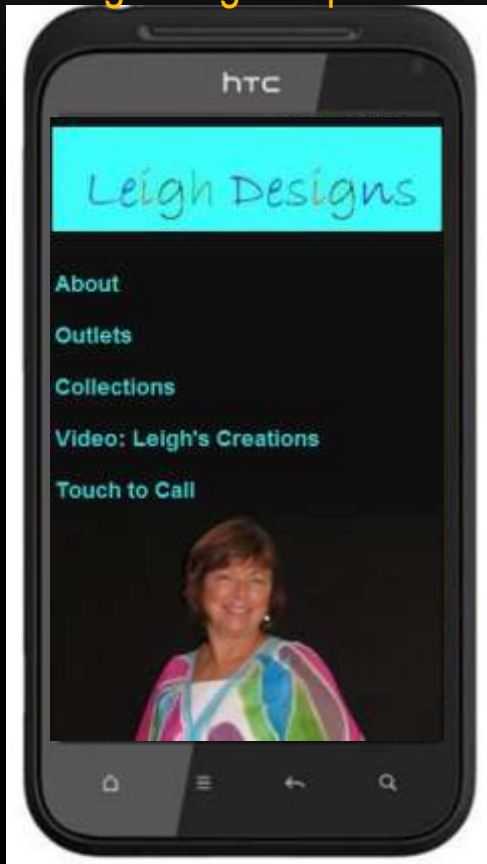 hTC
Leigh Designs
About
Outlets
Collections
Video: Leigh's Creations
Touch to Call